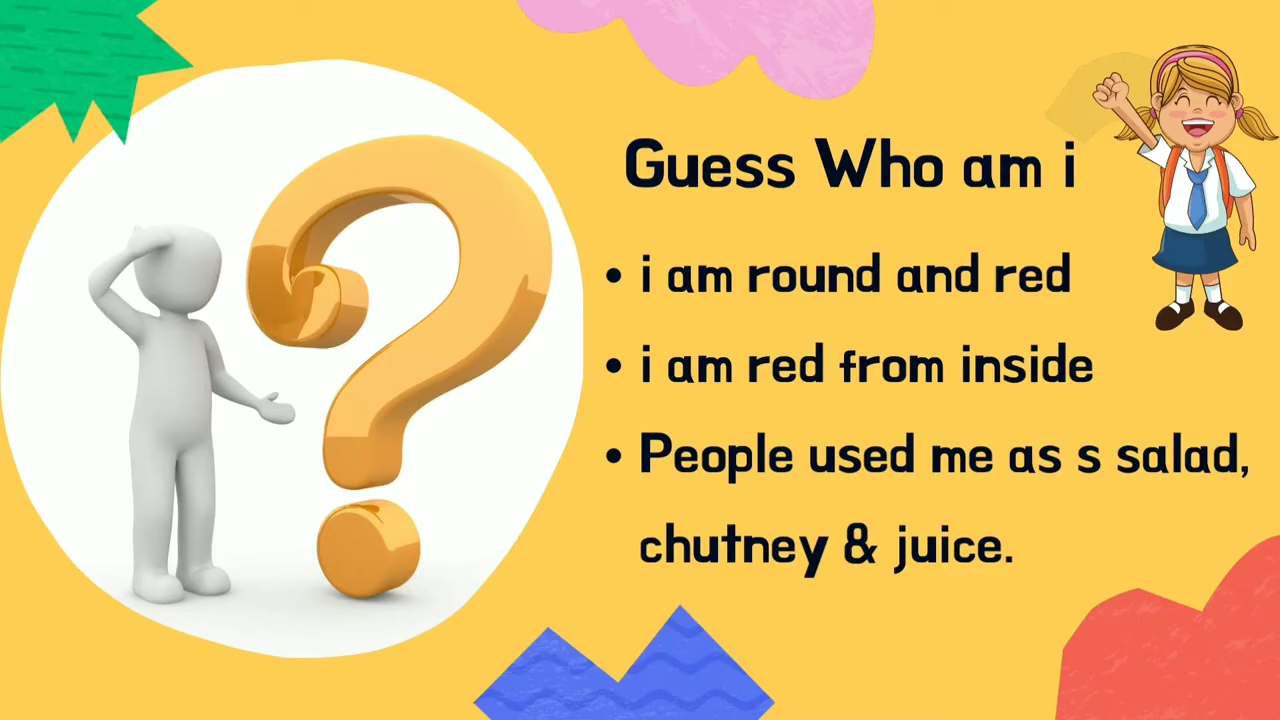 Guess Who am i
• i am round and red
• i am red from inside
• People used me as s salad,
chutney & juice.